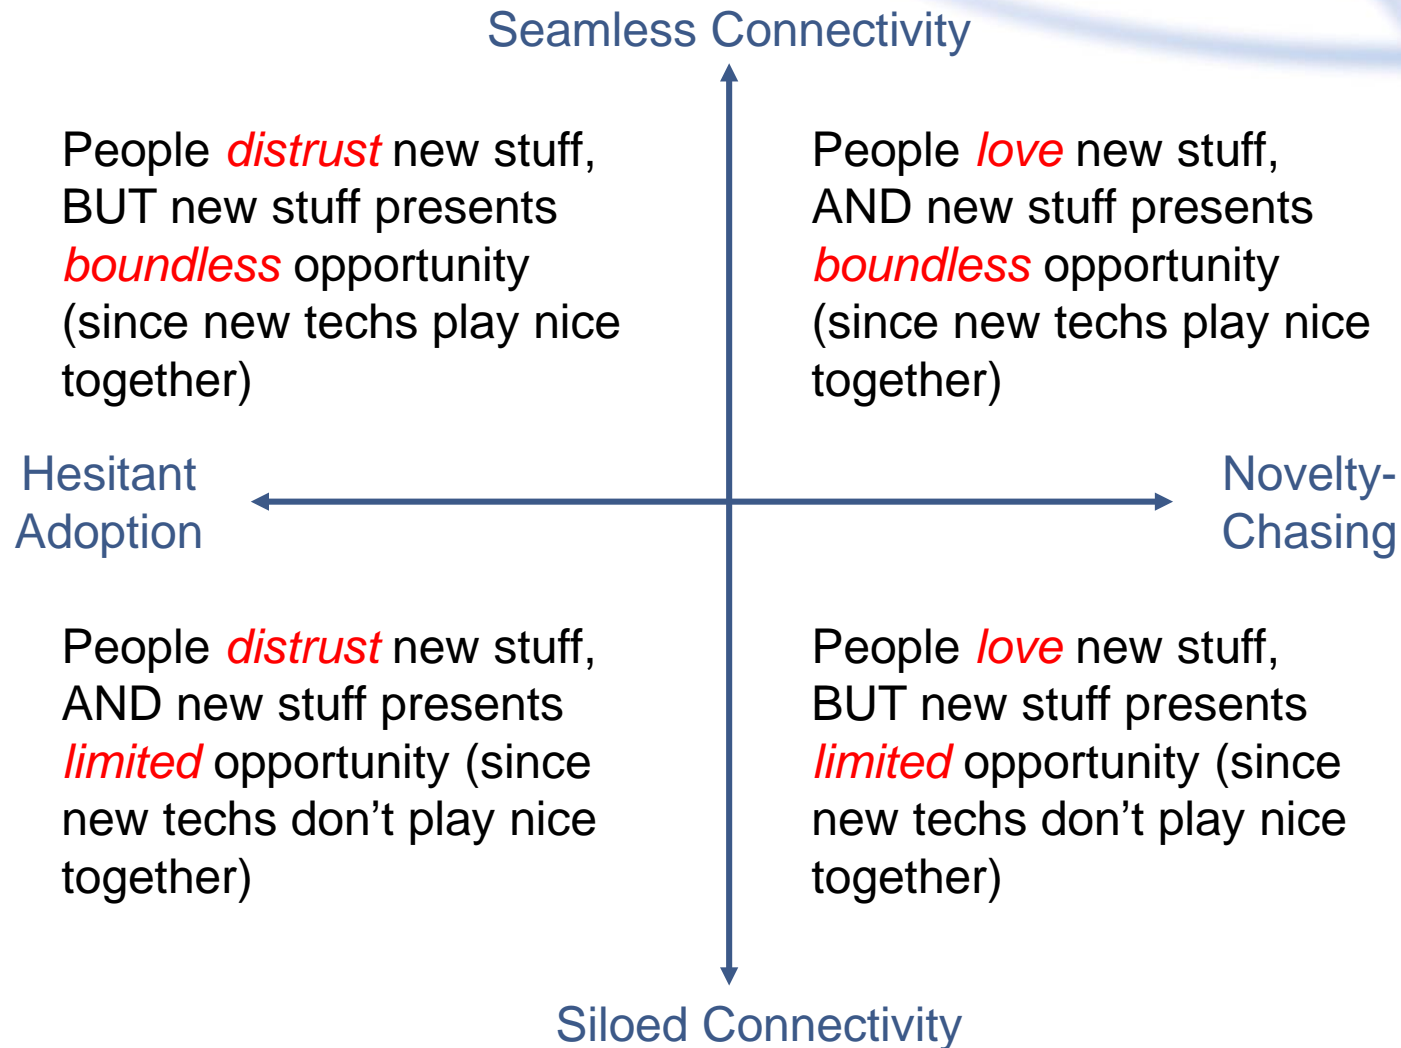 Seamless Connectivity
People distrust new stuff,
BUT new stuff presents
boundless opportunity
(since new techs play nice
together)
People love new stuff,
AND new stuff presents
boundless opportunity
(since new techs play nice
together)
Hesitant
Adoption
Novelty-
Chasing
People distrust new stuff,
AND new stuff presents
limited opportunity (since
new techs don’t play nice
together)
People love new stuff,
BUT new stuff presents
limited opportunity (since
new techs don’t play nice
together)
Siloed Connectivity